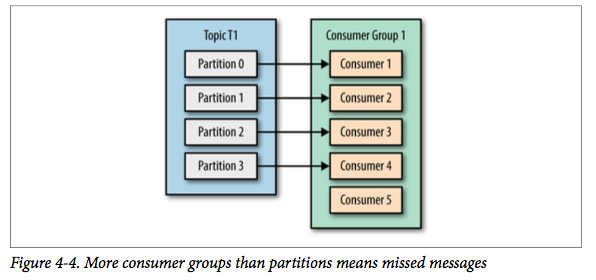 Topic T1
Partition 0
Partition 1
Partition 2
Partition 3
Consumer Group 1
Consumer 1
Consumer 2
Consumer 3
Consumer 4
Consumer 5
Figure 4-4. More consumer groups than partitions means missed messages